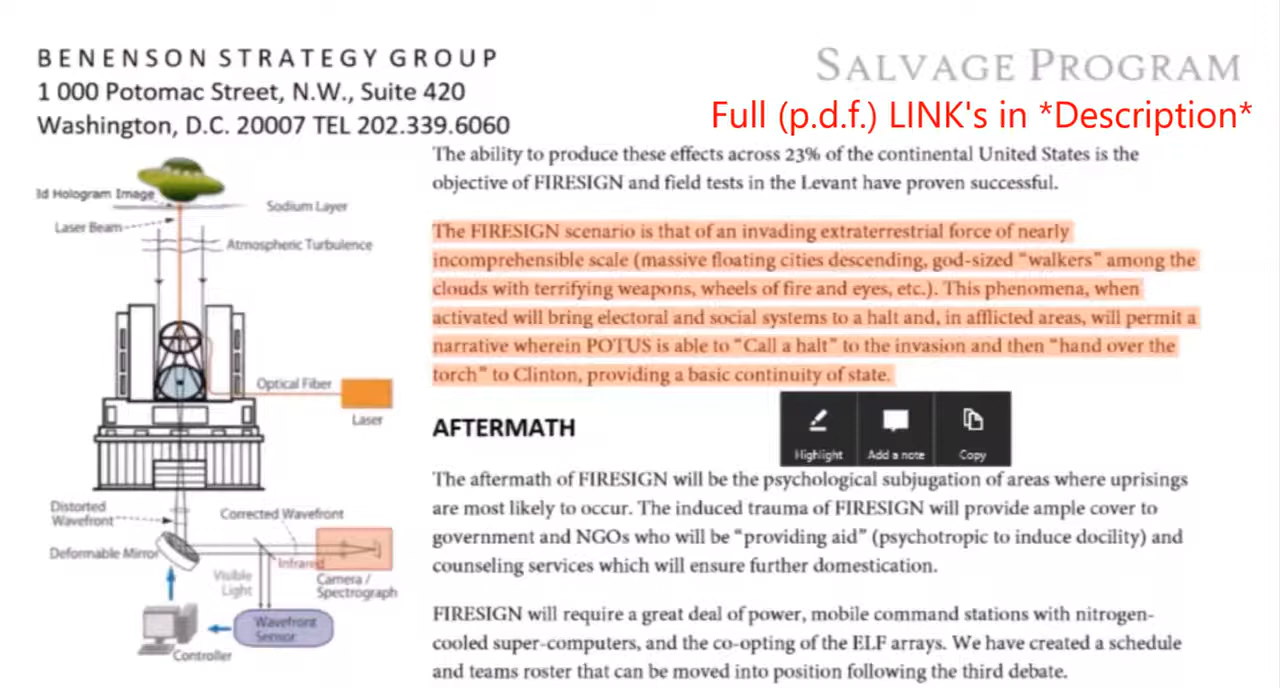 BENENSON STRATEGY GROUP
1 000 Potomac Street, N.W., Suite 420
Washington, D.C. 20007 TEL 202.339.6060
SALVAGE PROGRAM
Full (p.d.f.) LINK's in *Description*
3d Hologram Image
Sodium Layer
Laser Beam
Atmospheric Turbulence
Optical Fiber
Laser
Distorted
Wavefront
Corrected Wavefront
Deformable Mirror
Infrared
Visible
Light
Camera /
Spectrograph
Wavefront
Sensor
Controller
The ability to produce these effects across 23% of the continental United States is the
objective of FIRESIGN and field tests in the Levant have proven successful.
The FIRESIGN scenario is that of an invading extraterrestrial force of nearly
incomprehensible scale (massive floating cities descending, god-sized “walkers” among the
clouds with terrifying weapons, wheels of fire and eyes, etc.). This phenomena, when
activated will bring electoral and social systems to a halt and, in afflicted areas, will permit a
narrative wherein POTUS is able to “Call a halt” to the invasion and then “hand over the
torch” to Clinton, providing a basic continuity of state.
Highlight
Add a note
Copy
AFTERMATH
The aftermath of FIRESIGN will be the psychological subjugation of areas where uprisings
are most likely to occur. The induced trauma of FIRESIGN will provide ample cover to
government and NGOs who will be “providing aid” (psychotropic to induce docility) and
counseling services which will ensure further domestication.
FIRESIGN will require a great deal of power, mobile command stations with nitrogen-
cooled super-computers, and the co-opting of the ELF arrays. We have created a schedule
and teams roster that can be moved into position following the third debate.